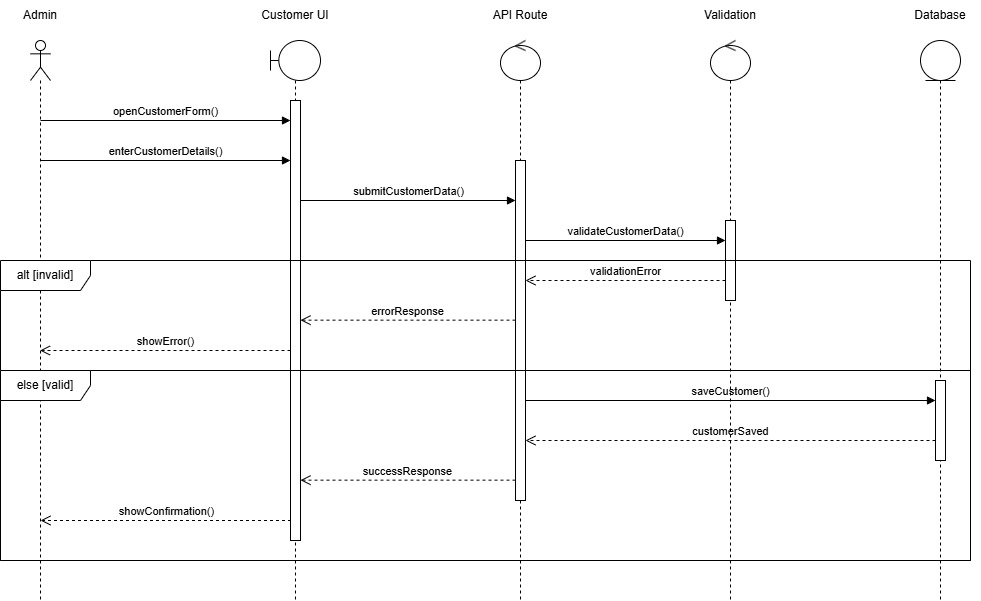 Admin
Customer UI
API Route
Validation
Database
openCustomerForm()
enterCustomerDetails()
submitCustomerData()
validateCustomerData()
alt [invalid]
validationError
errorResponse
showError()
else [valid]
saveCustomer()
customerSaved
successResponse
showConfirmation()